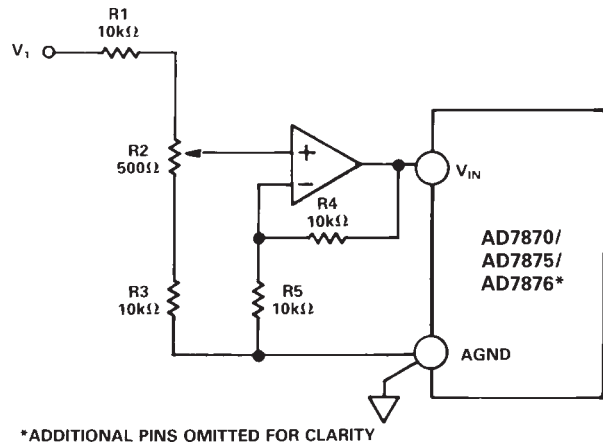 R1
10kΩ
V₁
R2
500Ω
+
−
R4
10kΩ
VIN
AD7870/
AD7875/
AD7876*
R3
10kΩ
R5
10kΩ
AGND
*ADDITIONAL PINS OMITTED FOR CLARITY